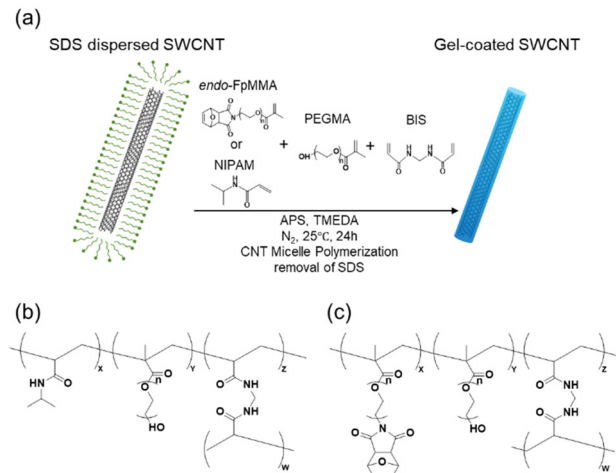 (a)
SDS dispersed SWCNT
Gel-coated SWCNT
endo-FpMMA
PEGMA
BIS
or
NIPAM
+
+
APS, TMEDA
N₂, 25℃, 24h
CNT Micelle Polymerization
removal of SDS
(b)
(c)
O
O
N
O
O
n
O
O
OH
O
n
O
O
H
N
H
N
O
H
N
O
X
Y
Z
HN
O
O
n
O
HO
O
NH
NH
O
W
X
Y
Z
O
n
O
N
O
O
O
O
n
O
HO
O
NH
NH
O
W